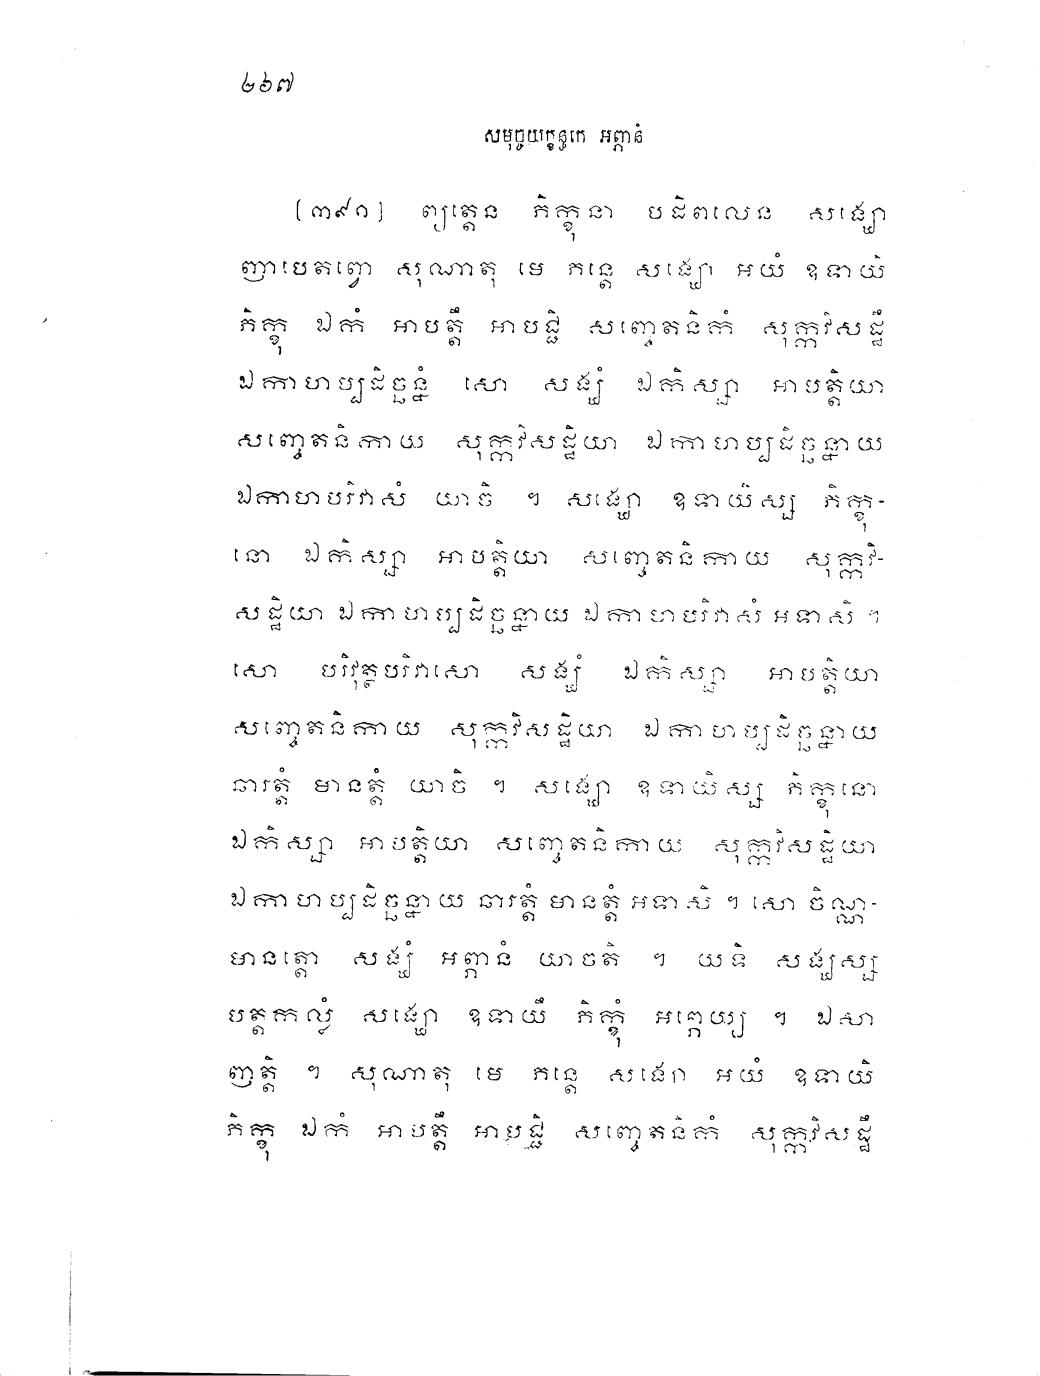 ២៦៧
សមុច្ចយក្ខន្ធកេ អព្ភានំ
[៣៩១] ព្យត្តេន ភិក្ខុនា បដិពលេន សង្ឃោ
ញាបេតព្វោ សុណាតុ មេ ភន្តេ សង្ឃោ អយំ ឧទាយិ
ភិក្ខុ ឯកំ អាបត្តឹ អាបជ្ជិ សញ្ចេតនិកំ សុក្កវិសដ្ឋឹ
ឯកាហប្បដិច្ឆន្នំ សោ សង្ឃំ ឯកិស្សា អាបត្តិយា
សញ្ចេតនិកាយ សុក្កវិសដ្ឋិយា ឯកាហប្បដិច្ឆន្នាយ
ឯកាហបរិវាសំ យាចិ ។ សង្ឃោ ឧទាយិស្ស ភិក្ខុ-
នោ ឯកិស្សា អាបត្តិយា សញ្ចេតនិកាយ សុក្កវិ-
សដ្ឋិយា ឯកាហប្បដិច្ឆន្នាយ ឯកាហបរិវាសំ អទាសិ ។
សោ បរិវុត្ថបរិវាសោ សង្ឃំ ឯកិស្សា អាបត្តិយា
សញ្ចេតនិកាយ សុក្កវិសដ្ឋិយា ឯកាហប្បដិច្ឆន្នាយ
ឆារត្តំ មានត្តំ យាចិ ។ សង្ឃោ ឧទាយិស្ស ភិក្ខុនោ
ឯកិស្សា អាបត្តិយា សញ្ចេតនិកាយ សុក្កវិសដ្ឋិយា
ឯកាហប្បដិច្ឆន្នាយ ឆារត្តំ មានត្តំ អទាសិ ។ សោ ចិណ្ណ-
មានត្តោ សង្ឃំ អព្ភានំ យាចតិ ។ យទិ សង្ឃស្ស
បត្តកល្លំ សង្ឃោ ឧទាយឹ ភិក្ខុំ អព្ភេយ្យ ។ ឯសា
ញត្តិ ។ សុណាតុ មេ ភន្តេ សង្ឃោ អយំ ឧទាយិ
ភិក្ខុ ឯកំ អាបត្តឹ អាបជ្ជិ សញ្ចេតនិកំ សុក្កវិសដ្ឋឹ